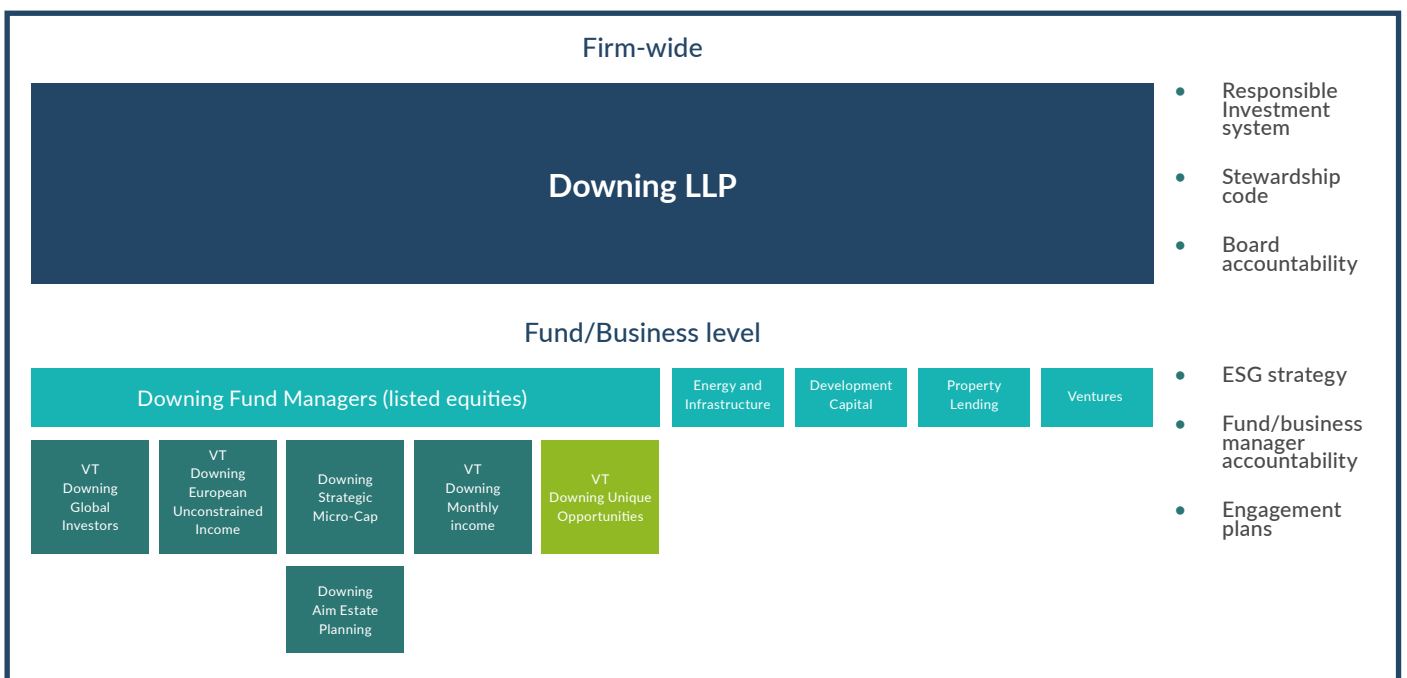 Firm-wide
Downing LLP
• Responsible
Investment
system
• Stewardship
code
• Board
accountability
Fund/Business level
Downing Fund Managers (listed equities)
Energy and
Infrastructure
Development
Capital
Property
Lending
Ventures
VT
Downing
Global
Investors
VT
Downing
European
Unconstrained
Income
Downing
Strategic
Micro-Cap
VT
Downing
Monthly
income
VT
Downing Unique
Opportunities
Downing
Aim Estate
Planning
• ESG strategy
• Fund/business
manager
accountability
• Engagement
plans